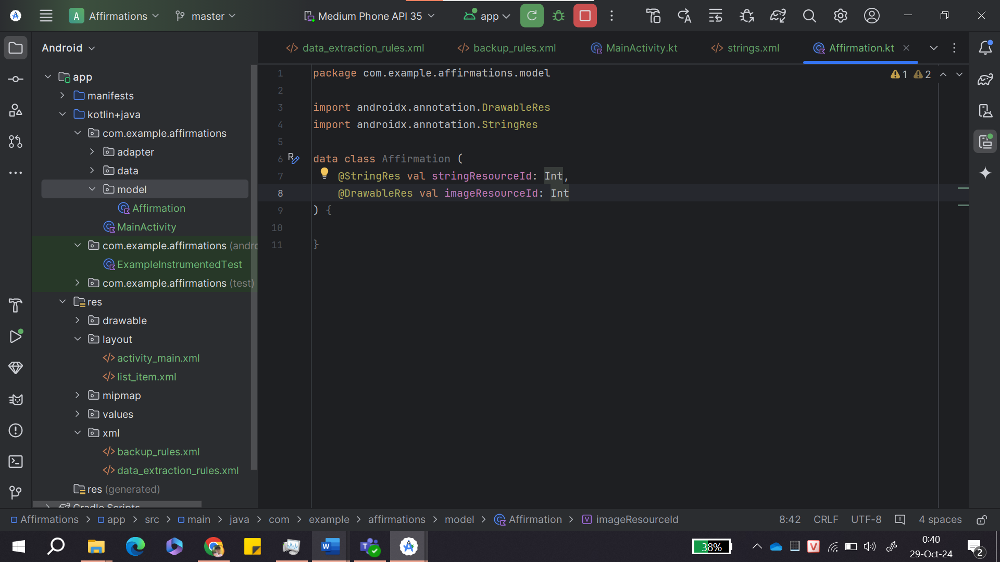 A Affirmations master Medium Phone API 35 app
Android
data_extraction_rules.xml backup_rules.xml MainActivity.kt strings.xml Affirmation.kt
app
manifests
kotlin+java
com.example.affirmations
adapter
data
model
Affirmation
MainActivity
com.example.affirmations (andro
ExampleInstrumentedTest
com.example.affirmations (test)
res
drawable
layout
activity_main.xml
list_item.xml
mipmap
values
xml
backup_rules.xml
data_extraction_rules.xml
res (generated)
Gradle Scripts
1 package com.example.affirmations.model
2
3 import androidx.annotation.DrawableRes
4 import androidx.annotation.StringRes
5
6 data class Affirmation (
7 @StringRes val stringResourceId: Int,
8 @DrawableRes val imageResourceId: Int
9 ) {
10
11 }
1 2
Affirmations > app > src > main > java > com > example > affirmations > model > Affirmation > imageResourceId 8:42 CRLF UTF-8 4 spaces
38% 0:40
29-Oct-24 2